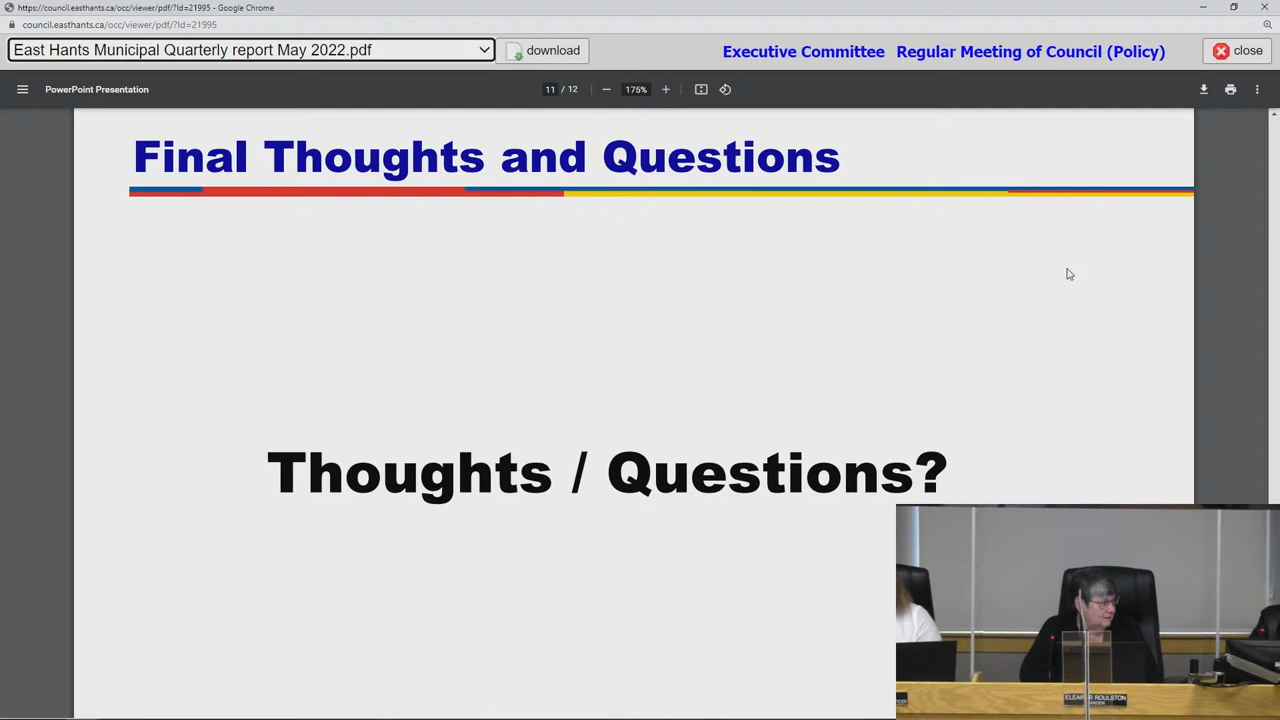 https://council.easthants.ca/occ/viewer/pdf/?Id=21995 - Google Chrome
council.easthants.ca/occ/viewer/pdf/?Id=21995
East Hants Municipal Quarterly report May 2022.pdf
download
Executive Committee Regular Meeting of Council (Policy)
close
PowerPoint Presentation
11 / 12
175%
Final Thoughts and Questions
Thoughts / Questions?
ROULSTON